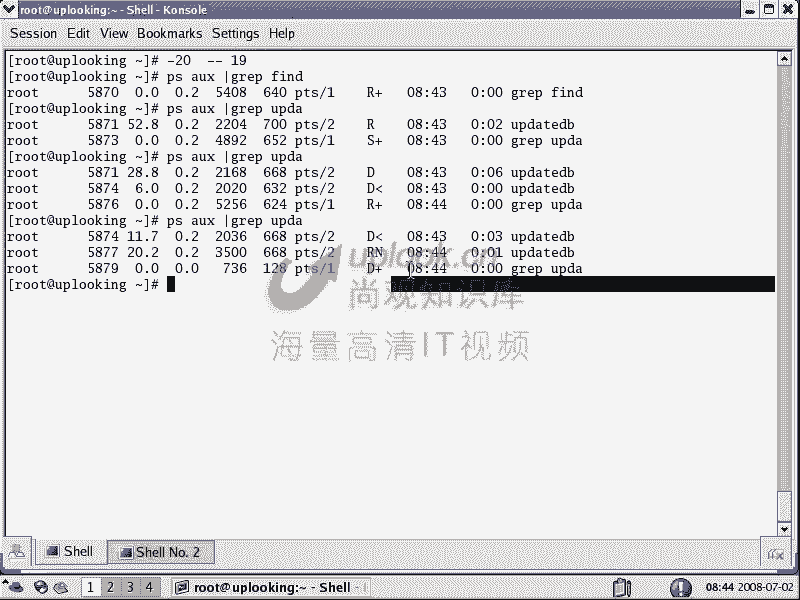 root@uplooking:~ - Shell - Konsole
Session Edit View Bookmarks Settings Help
[root@uplooking ~]# -20  -- 19
[root@uplooking ~]# ps aux |grep find
root      5870  0.0  0.2  5408  640 pts/1    R+   08:43   0:00 grep find
[root@uplooking ~]# ps aux |grep upda
root      5871 52.8  0.2  2204  700 pts/2    R    08:43   0:02 updatedb
root      5873  0.0  0.2  4892  652 pts/1    S+   08:43   0:00 grep upda
[root@uplooking ~]# ps aux |grep upda
root      5871 28.8  0.2  2168  668 pts/2    D    08:43   0:06 updatedb
root      5874  6.0  0.2  2020  632 pts/2    D<   08:43   0:00 updatedb
root      5876  0.0  0.2  5256  624 pts/1    R+   08:44   0:00 grep upda
[root@uplooking ~]# ps aux |grep upda
root      5874 11.7  0.2  2036  668 pts/2    D<   08:43   0:03 updatedb
root      5877 20.2  0.2  3500  668 pts/2    RN   08:44   0:01 updatedb
root      5879  0.0  0.0   736  128 pts/1    D+   08:44   0:00 grep upda
[root@uplooking ~]#
uplook.cn
尚观知识库
海量高清IT视频
Shell Shell No. 2
1 2 3 4 root@uplooking:~ - Shell - 08:44 2008-07-02